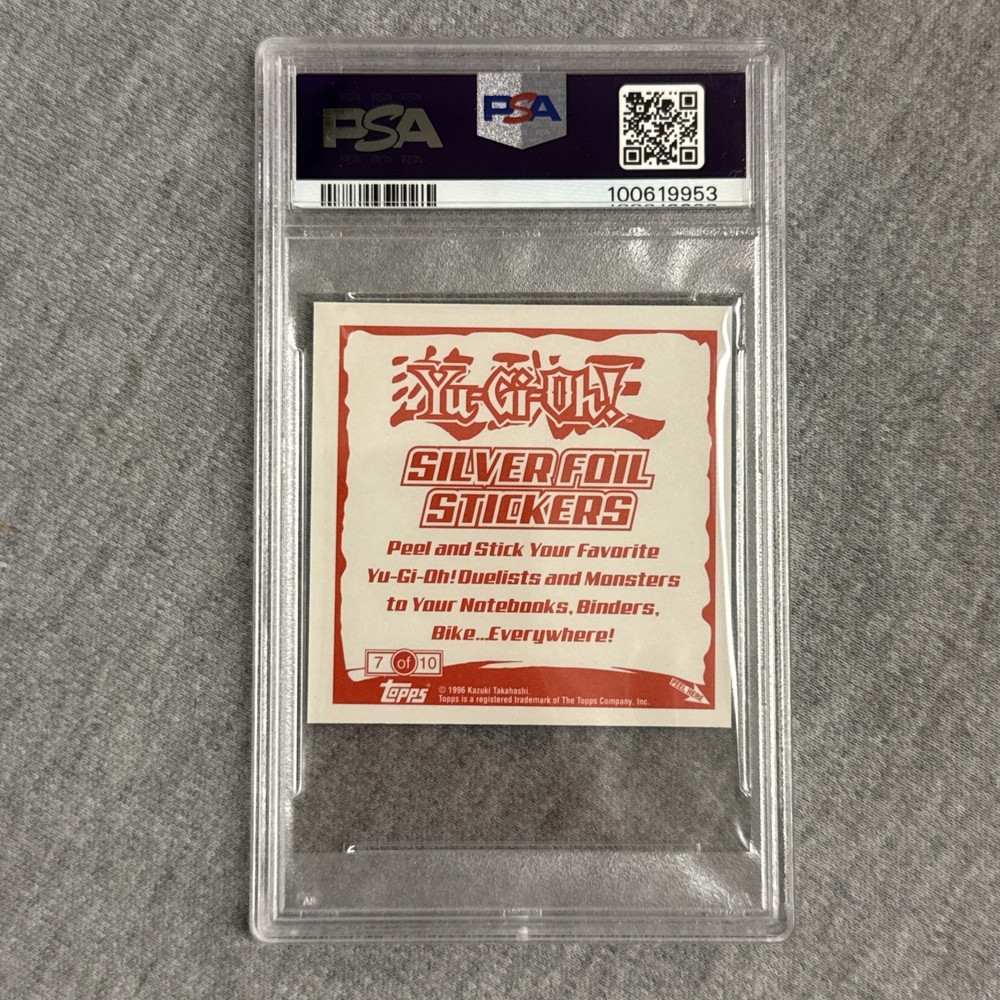 PSA
PSA
100619953
Yu-Gi-Oh!
SILVER FOIL
STICKERS
Peel and Stick Your Favorite
Yu-Gi-Oh! Duelists and Monsters
to Your Notebooks, Binders,
Bike...Everywhere!
7 of 10
PEEL HERE
Topps
© 1996 Kazuki Takahashi.
Topps is a registered trademark of The Topps Company, Inc.